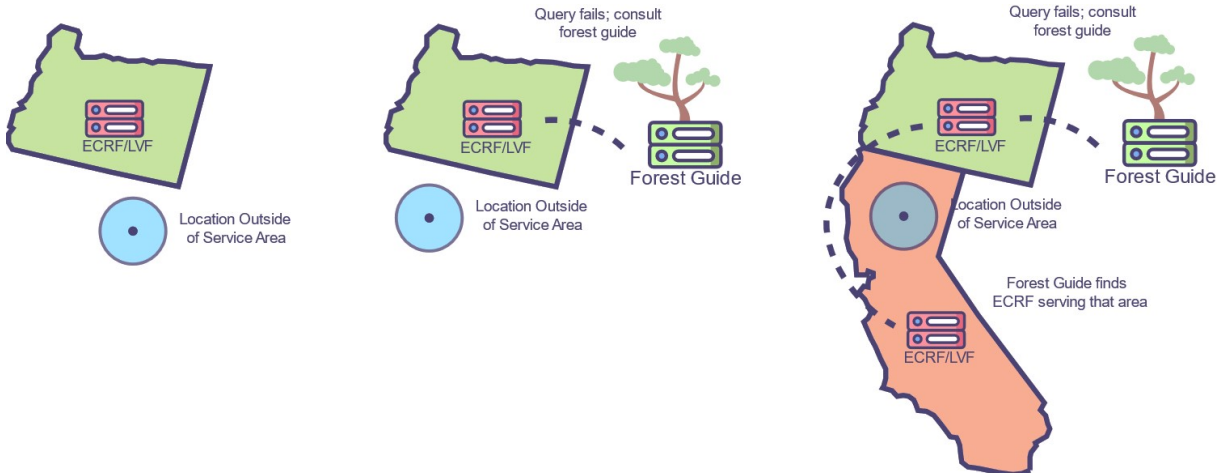 ECRF/LVF
Location Outside
of Service Area
Query fails; consult
forest guide
ECRF/LVF
Forest Guide
Location Outside
of Service Area
Query fails; consult
forest guide
ECRF/LVF
Forest Guide
Location Outside
of Service Area
Forest Guide finds
ECRF serving that area
ECRF/LVF